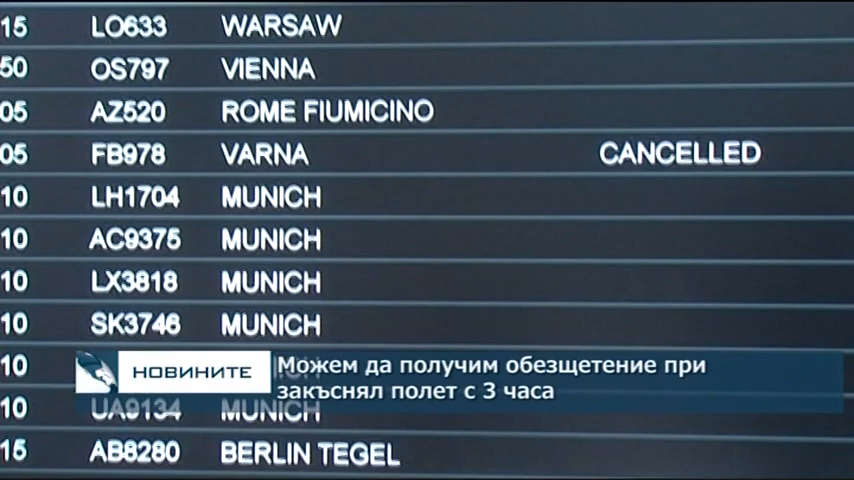 15 LO633 WARSAW
50 OS797 VIENNA
05 AZ520 ROME FIUMICINO
05 FB978 VARNA CANCELLED
10 LH1704 MUNICH
10 AC9375 MUNICH
10 LX3818 MUNICH
10 SK3746 MUNICH
10
НОВИНИТЕ
Можем да получим обезщетение при
закъснял полет с 3 часа
10 UA9134 MUNICH
15 AB8280 BERLIN TEGEL